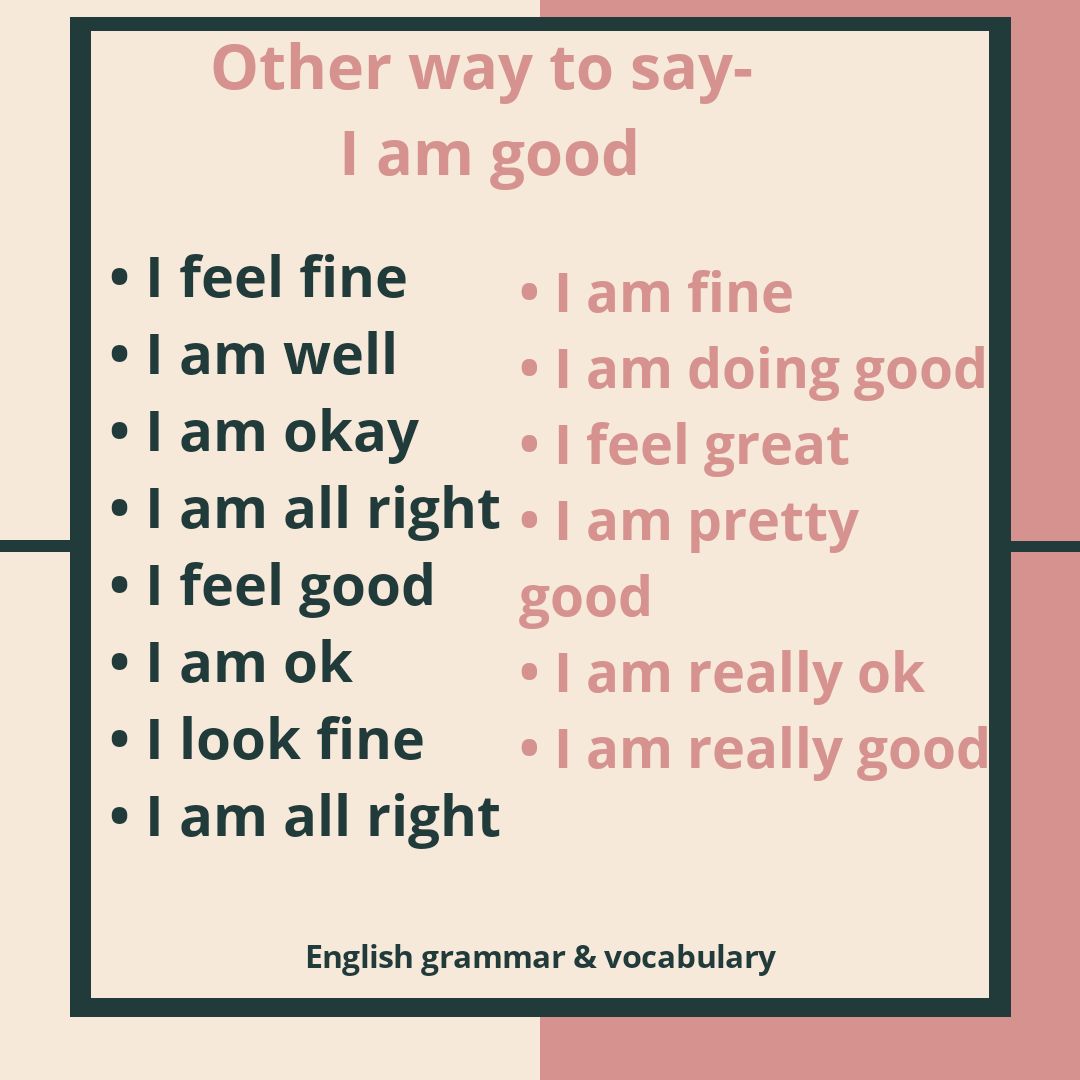 Other way to say-
I am good
• I feel fine
• I am well
• I am okay
• I am all right
• I feel good
• I am ok
• I look fine
• I am all right
• I am fine
• I am doing good
• I feel great
• I am pretty
good
• I am really ok
• I am really good
English grammar & vocabulary